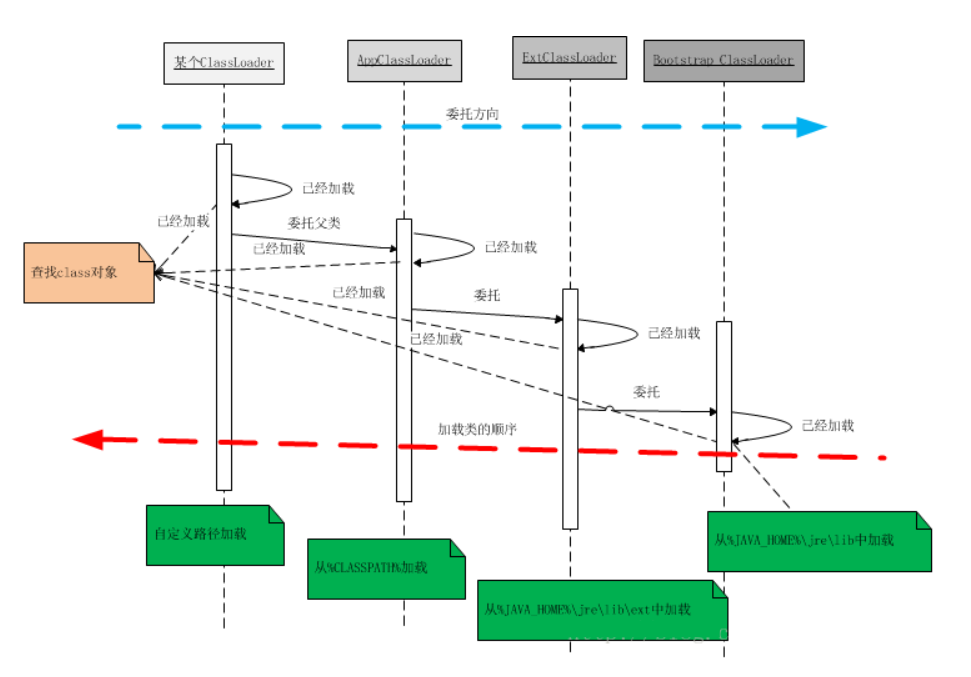 某个ClassLoader
AppClassLoader
ExtClassLoader
Bootstrap ClassLoader
委托方向
已经加载
已经加载
委托父类
已经加载
已经加载
查找class对象
已经加载
委托
已经加载
已经加载
委托
已经加载
加载类的顺序
自定义路径加载
从%JAVA_HOME%\jre\lib中加载
从%CLASSPATH%加载
从%JAVA_HOME%\jre\lib\ext中加载